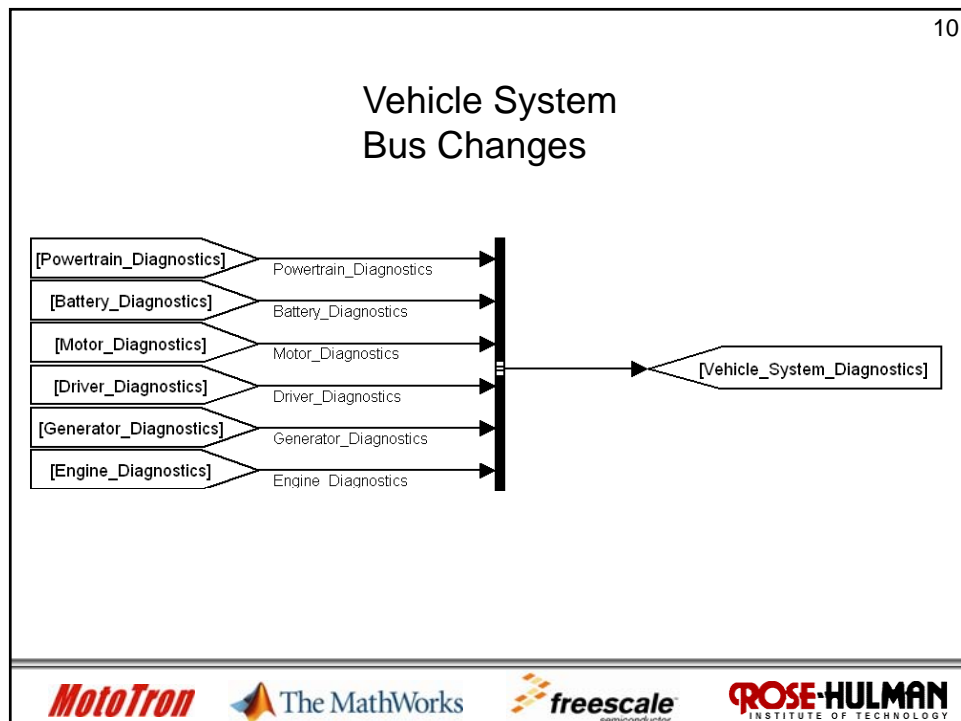 10
Vehicle System
Bus Changes
[Powertrain_Diagnostics]
Powertrain_Diagnostics
[Battery_Diagnostics]
Battery_Diagnostics
[Motor_Diagnostics]
Motor_Diagnostics
[Driver_Diagnostics]
Driver_Diagnostics
[Generator_Diagnostics]
Generator_Diagnostics
[Engine_Diagnostics]
Engine_Diagnostics
[Vehicle_System_Diagnostics]
MotoTron
The MathWorks
freescale
semiconductor
ROSE-HULMAN
INSTITUTE OF TECHNOLOGY